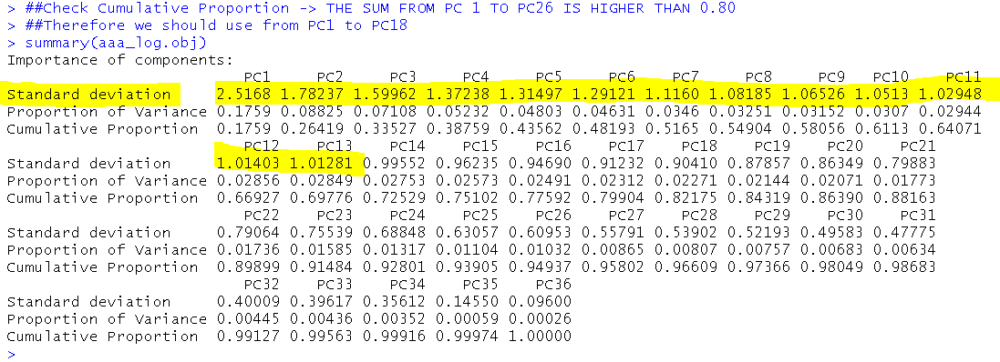 > ##Check Cumulative Proportion -> THE SUM FROM PC 1 TO PC26 IS HIGHER THAN 0.80
> ##Therefore we should use from PC1 to PC18
> summary(aaa_log.obj)
Importance of components:
PC1 PC2 PC3 PC4 PC5 PC6 PC7 PC8 PC9 PC10 PC11
Standard deviation 2.5168 1.78237 1.59962 1.37238 1.31497 1.29121 1.1160 1.08185 1.06526 1.0513 1.02948
Proportion of Variance 0.1759 0.08825 0.07108 0.05232 0.04803 0.04631 0.0346 0.03251 0.03152 0.0307 0.02944
Cumulative Proportion 0.1759 0.26419 0.33527 0.38759 0.43562 0.48193 0.5165 0.54904 0.58056 0.6113 0.64071
PC12 PC13 PC14 PC15 PC16 PC17 PC18 PC19 PC20 PC21
Standard deviation 1.01403 1.01281 0.99552 0.96235 0.94690 0.91232 0.90410 0.87857 0.86349 0.79883
Proportion of Variance 0.02856 0.02849 0.02753 0.02573 0.02491 0.02312 0.02271 0.02144 0.02071 0.01773
Cumulative Proportion 0.66927 0.69776 0.72529 0.75102 0.77592 0.79904 0.82175 0.84319 0.86390 0.88163
PC22 PC23 PC24 PC25 PC26 PC27 PC28 PC29 PC30 PC31
Standard deviation 0.79064 0.75539 0.68848 0.63057 0.60953 0.55791 0.53902 0.52193 0.49583 0.47775
Proportion of Variance 0.01736 0.01585 0.01317 0.01104 0.01032 0.00865 0.00807 0.00757 0.00683 0.00634
Cumulative Proportion 0.89899 0.91484 0.92801 0.93905 0.94937 0.95802 0.96609 0.97366 0.98049 0.98683
PC32 PC33 PC34 PC35 PC36
Standard deviation 0.40009 0.39617 0.35612 0.14550 0.09600
Proportion of Variance 0.00445 0.00436 0.00352 0.00059 0.00026
Cumulative Proportion 0.99127 0.99563 0.99916 0.99974 1.00000
>